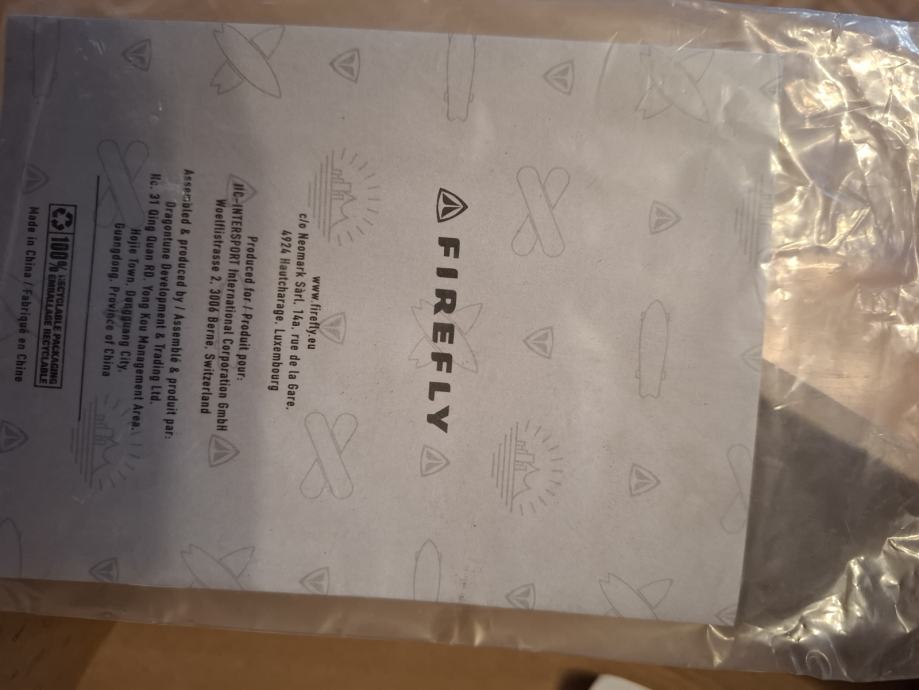 FIREFLY
www.firefly.eu
c/o Neomark Sàrl. 14a, rue de la Gare,
4924 Hautcharage, Luxembourg
Produced for / Produit pour:
IIC-INTERSPORT International Corporation GmbH
Woelflistrasse 2, 3006 Berne, Switzerland
Assembled & produced by / Assemblé & produit par:
Dragontune Development & Trading Ltd.
No. 31 Qing Quan RD. Yong Kou Management Area,
Hojie Town, Dongguang City,
Guangdong, Province of China
100% RECYCLABLE PACKAGING
% EMBALLAGE RECYCLABLE
Made in China / Fabriqué en Chine